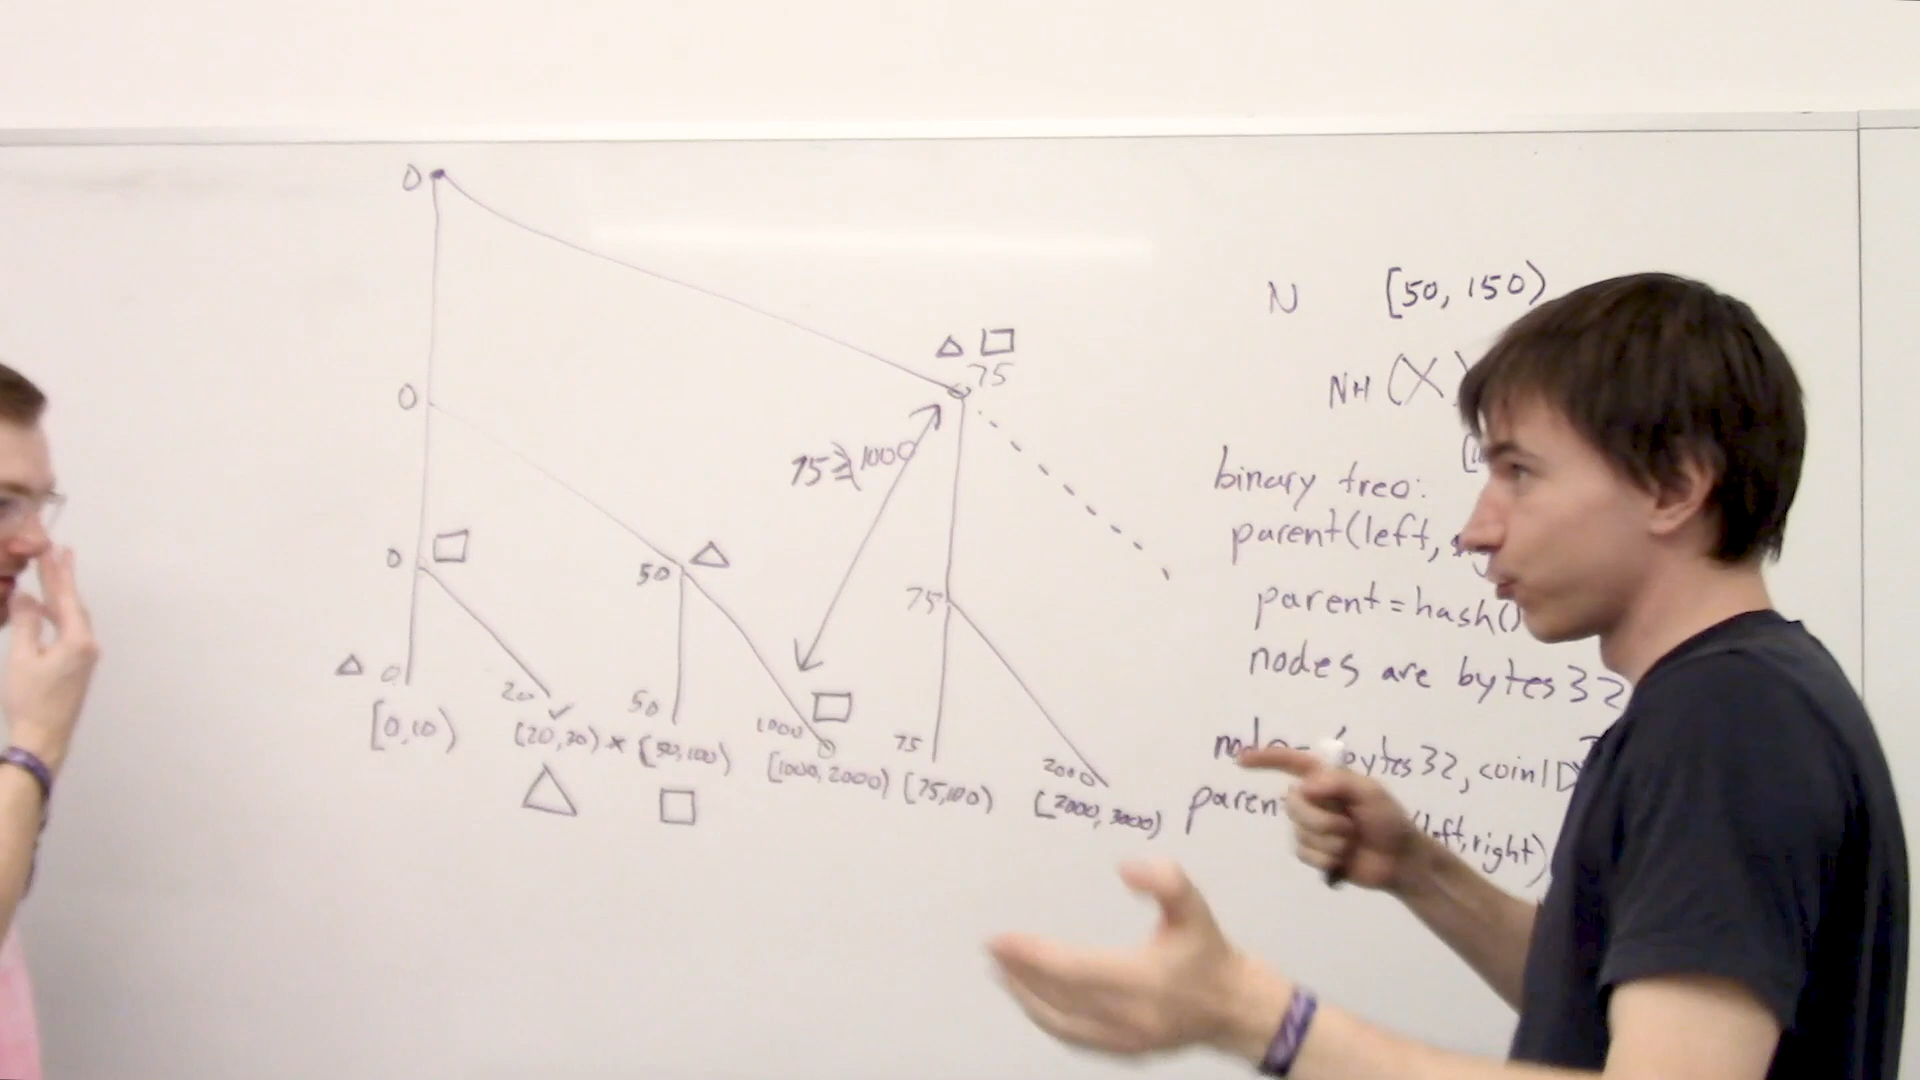 0
75
0
75 ≥ 1000
0
50
75
0
20
50
1000
75
2000
[0,10)
[20,30)
[50,100)
[1000,2000)
[75,100)
[2000,3000)
N [50, 150)
NH (X)
binary tree:
parent(left,
parent = hash()
nodes are bytes32
bytes32, coinID
(left,right)